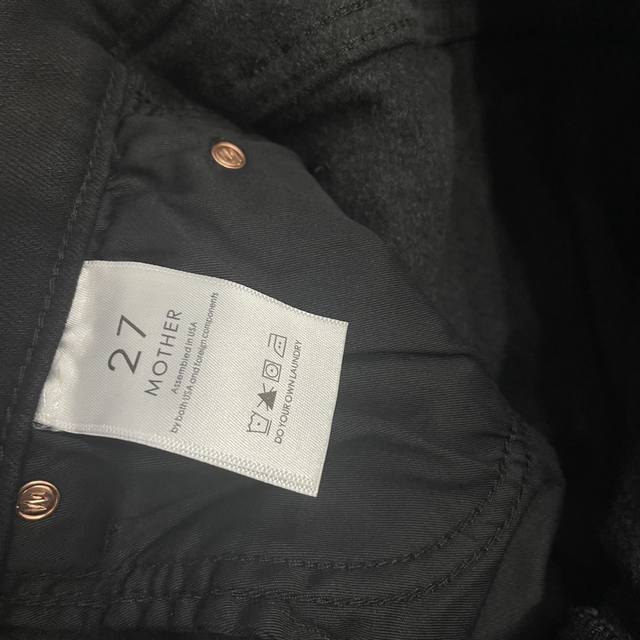 27
MOTHER
Assembled in USA
by both USA and foreign components
DO YOUR OWN LAUNDRY
M
M